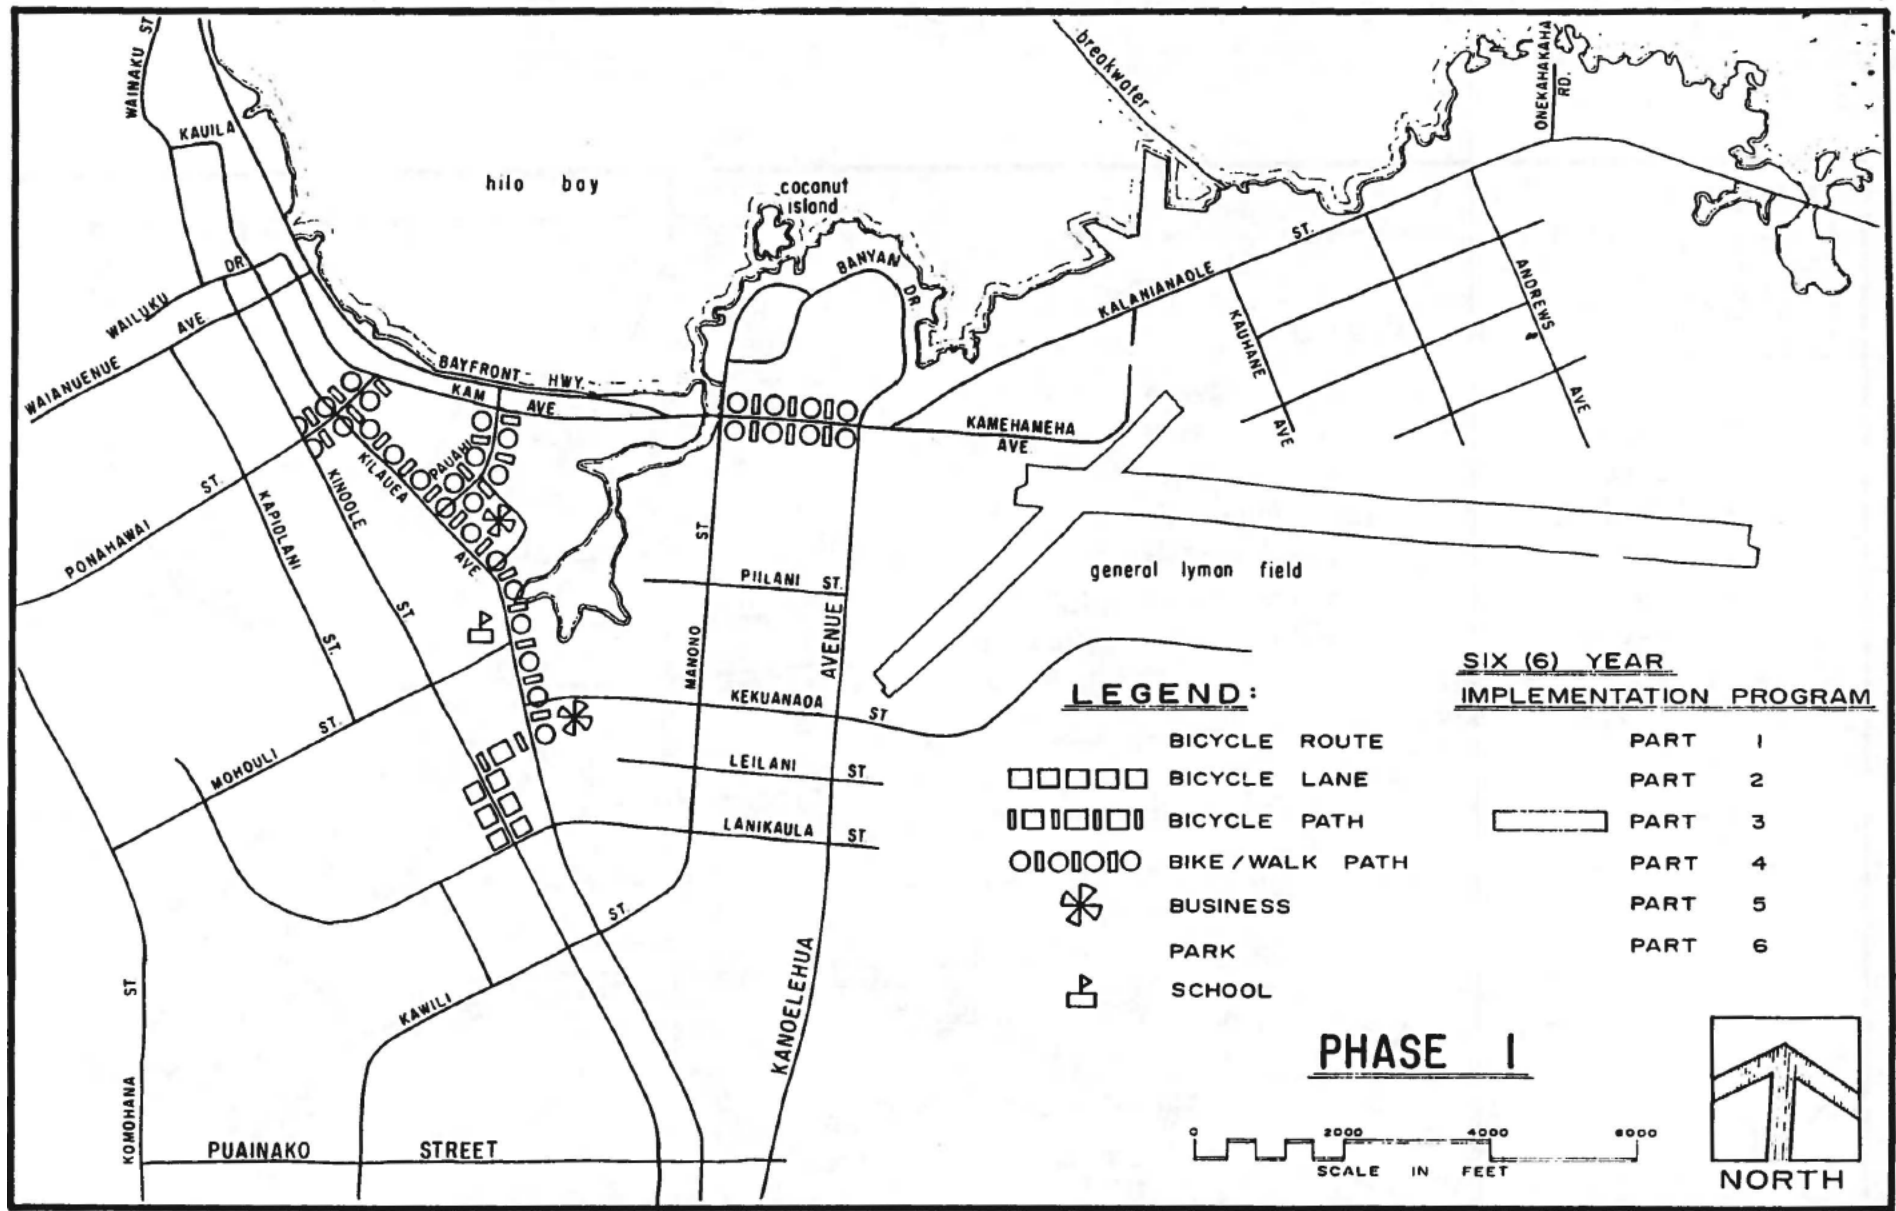 WAINAKU ST
KAUILA
hilo bay
coconut
island
breakwater
ONEKAHAKAHA
RD.
WAILUKU DR
WAIANUENUE AVE
BANYAN DR
KALANIANAOLE ST.
KAUHANE AVE
ANDREWS AVE
BAYFRONT HWY.
KAM AVE
KAMEHAMEHA
AVE
PONAHAWAI ST.
KAPIOLANI ST.
KINOOLE ST.
KILAUEA AVE
PAUAHI
MANONO ST
PIILANI ST.
KANOELEHUA AVENUE
general lyman field
KEKUANAOA ST
LEILANI ST
LANIKAULA ST
MOHOULI ST.
KAWILI ST.
KOMOHANA ST
PUAINAKO STREET
LEGEND:
BICYCLE ROUTE
BICYCLE LANE
BICYCLE PATH
BIKE/WALK PATH
BUSINESS
PARK
SCHOOL
SIX (6) YEAR
IMPLEMENTATION PROGRAM
PART 1
PART 2
PART 3
PART 4
PART 5
PART 6
PHASE I
0 2000 4000 6000
SCALE IN FEET
NORTH